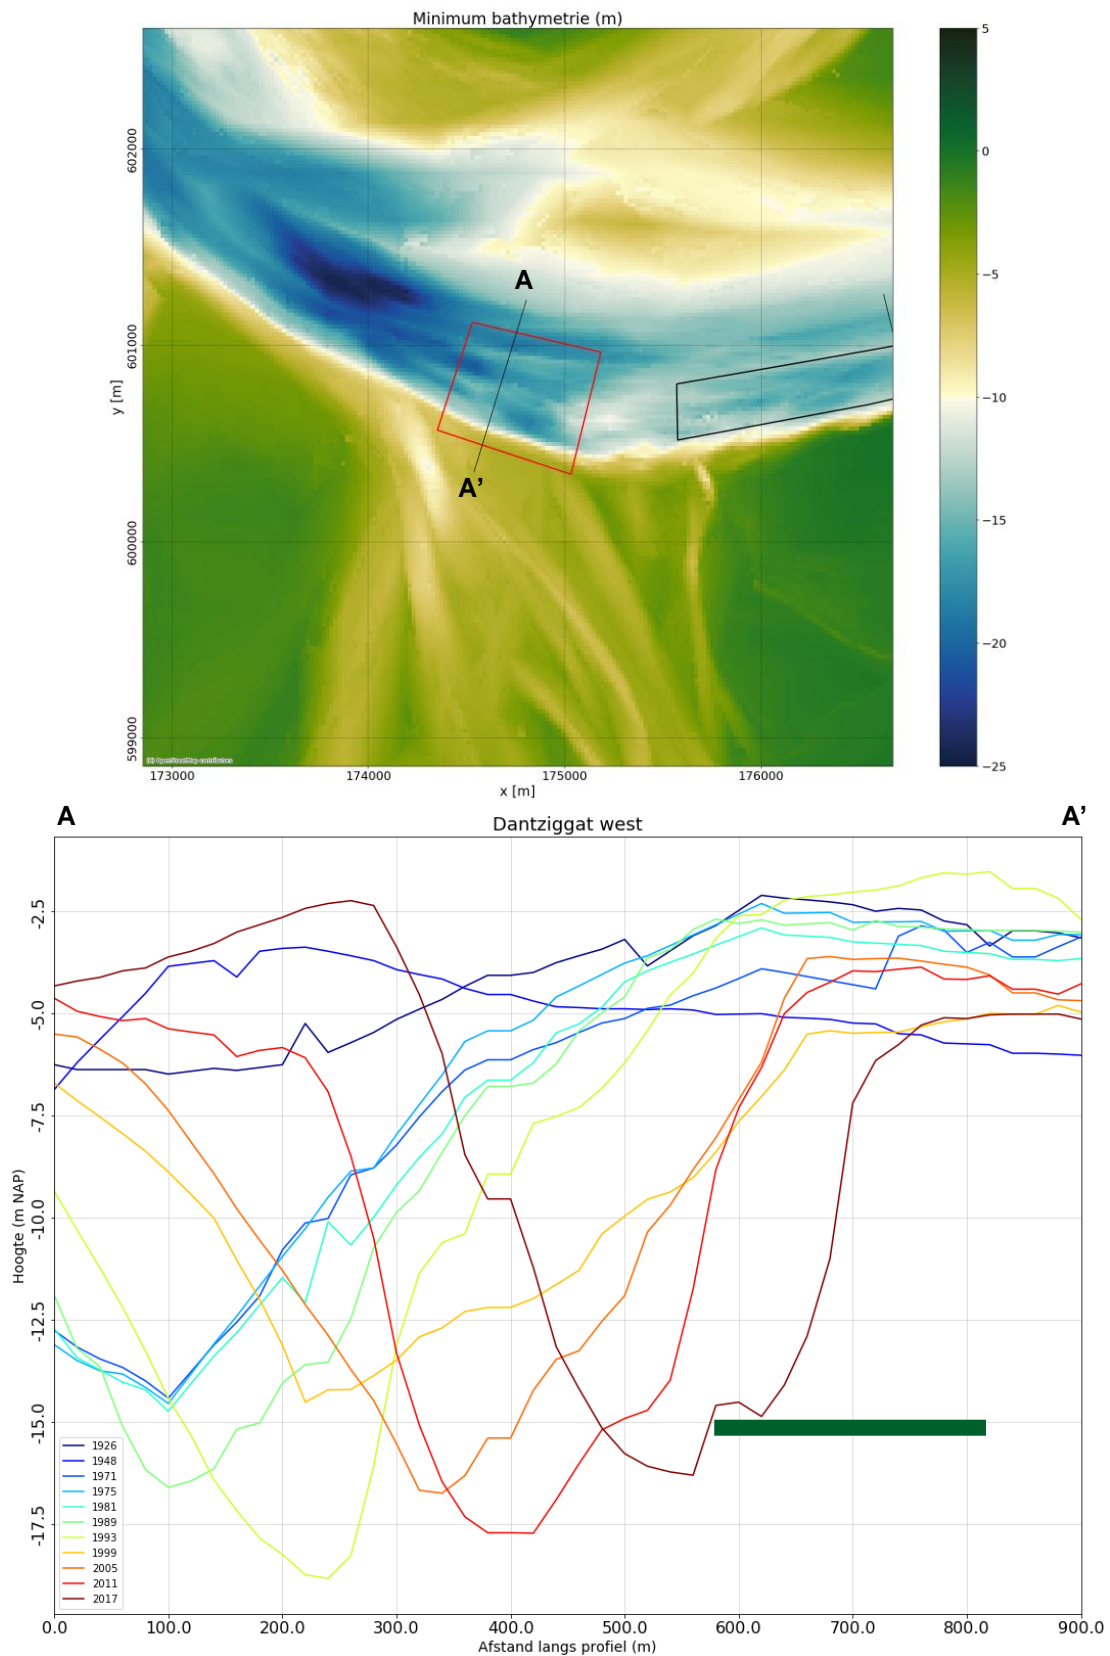 Minimum bathymetrie (m)
5
0
−5
−10
−15
−20
−25
602000
601000
600000
599000
y [m]
A
A’
(C) OpenStreetMap contributors
173000 174000 175000 176000
x [m]
A A’
Dantziggat west
-2.5
-5.0
-7.5
-10.0
-12.5
-15.0
-17.5
Hoogte (m NAP)
1926
1948
1971
1975
1981
1989
1993
1999
2005
2011
2017
0.0 100.0 200.0 300.0 400.0 500.0 600.0 700.0 800.0 900.0
Afstand langs profiel (m)